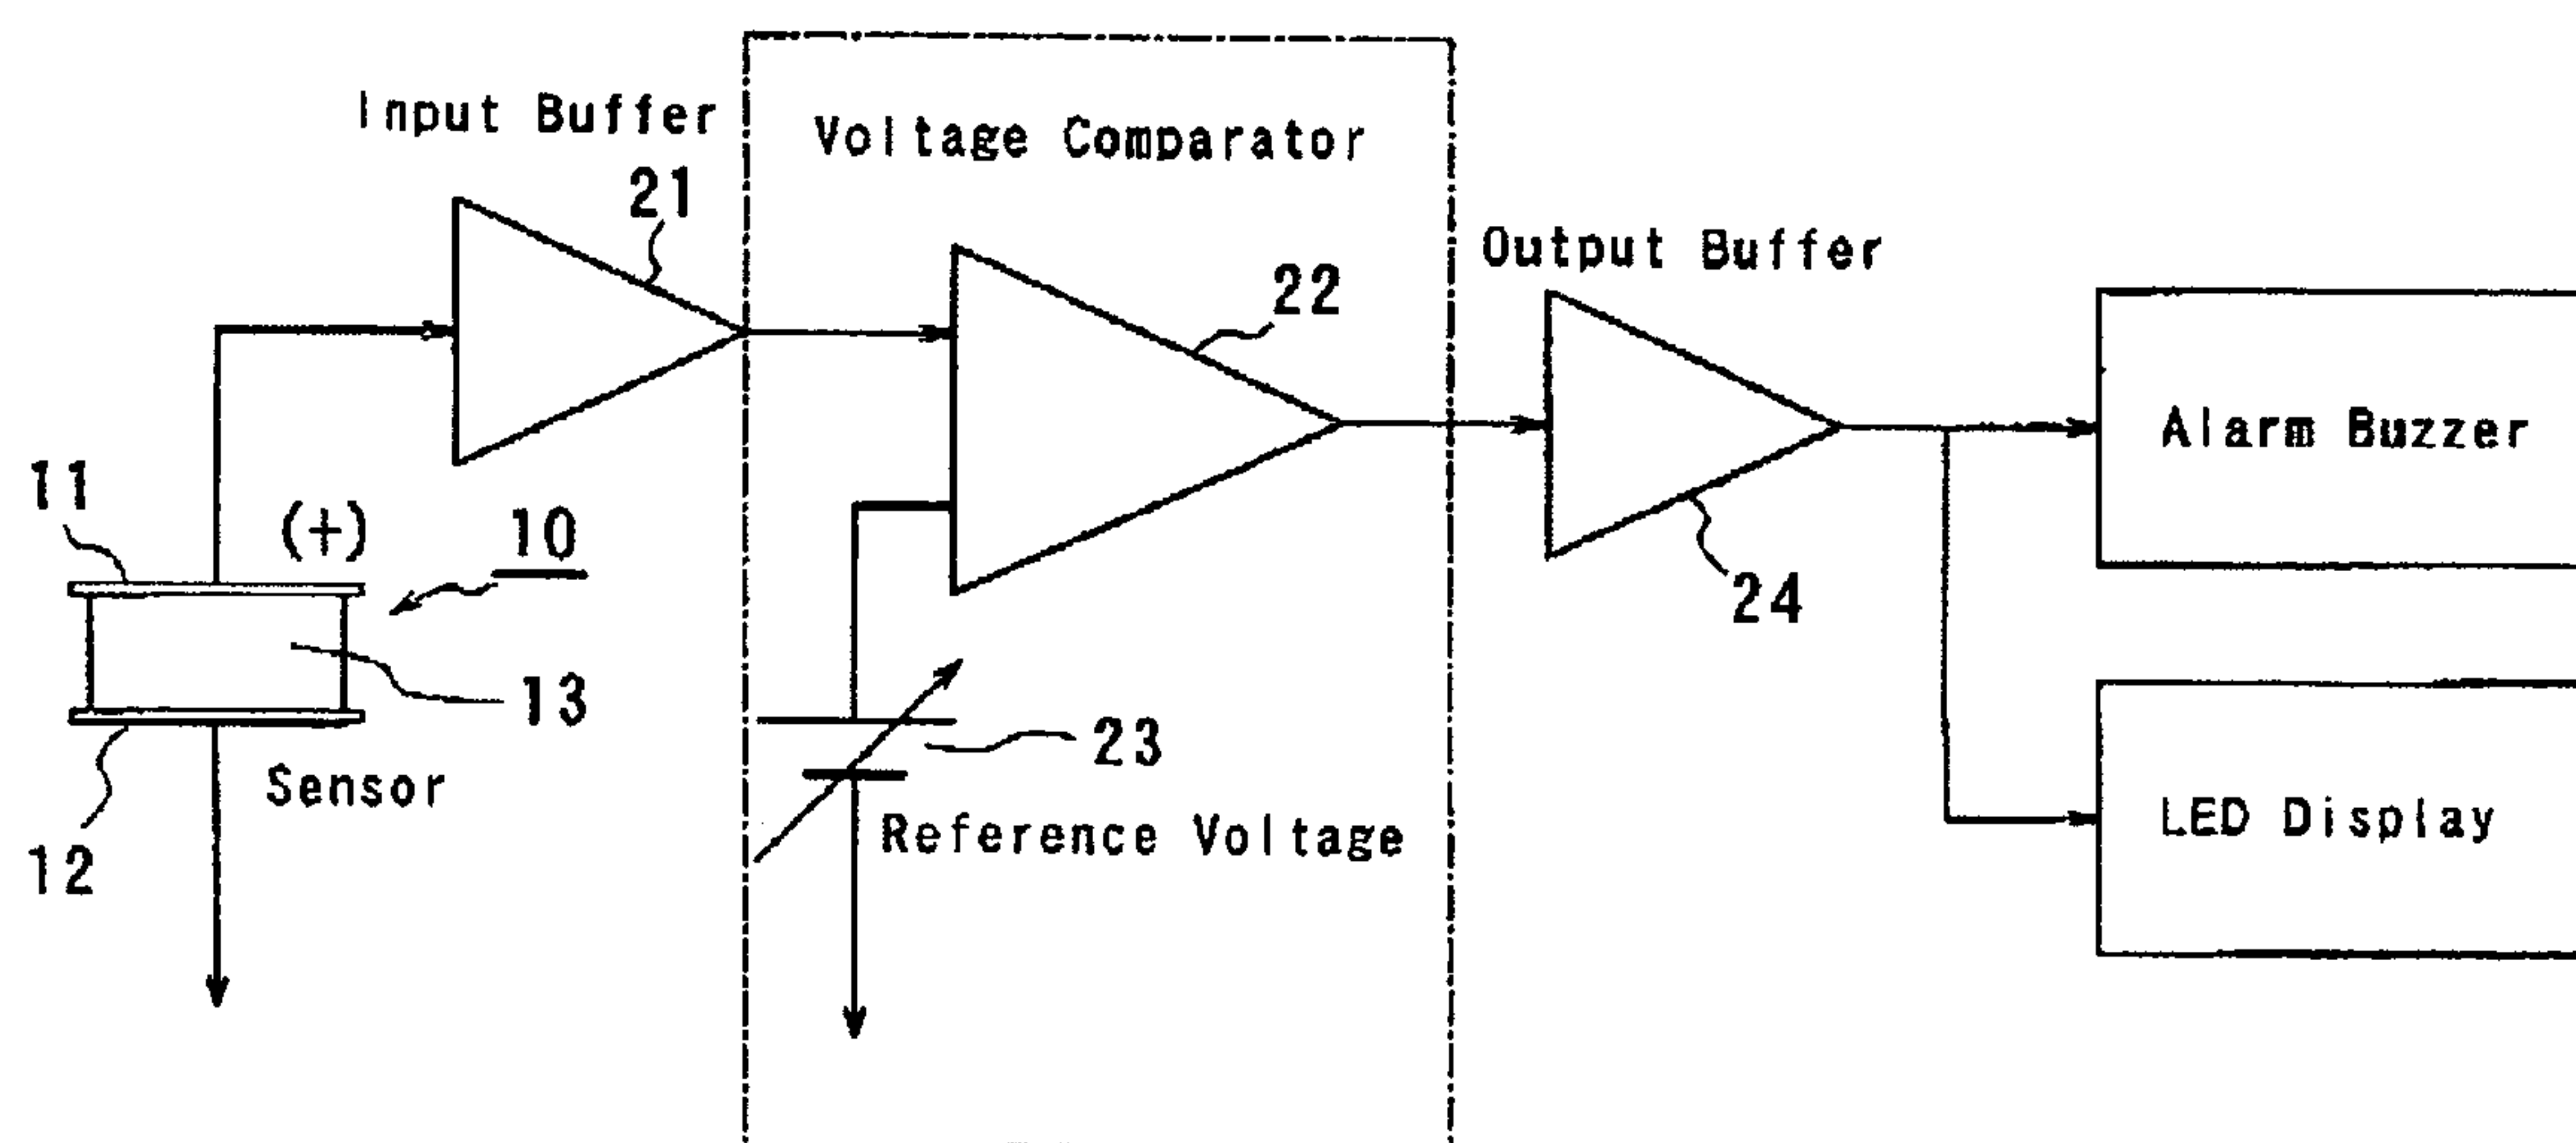 Input Buffer
21
Voltage Comparator
22
Output Buffer
24
Alarm Buzzer
11
(+)
10
13
12
Sensor
23
Reference Voltage
LED Display